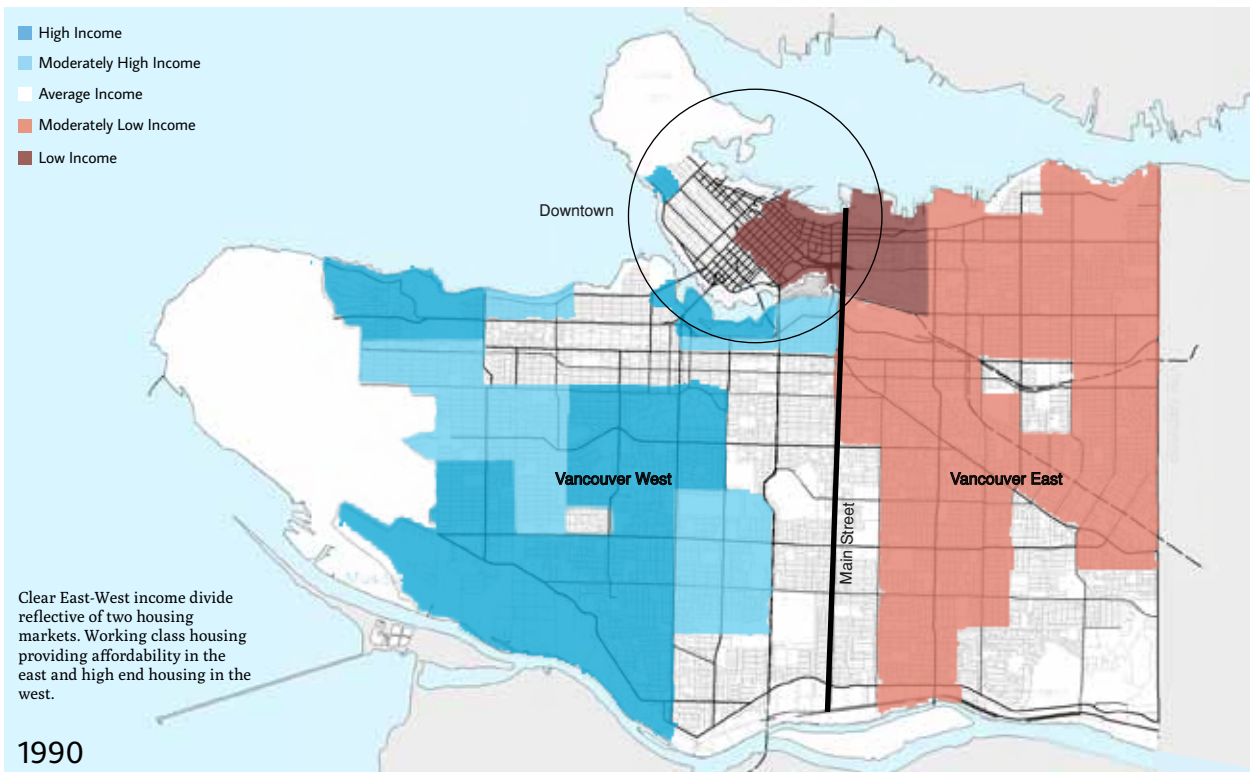 High Income
Moderately High Income
Average Income
Moderately Low Income
Low Income
Downtown
Vancouver West
Vancouver East
Main Street
Clear East-West income divide
reflective of two housing
markets. Working class housing
providing affordability in the
east and high end housing in the
west.
1990